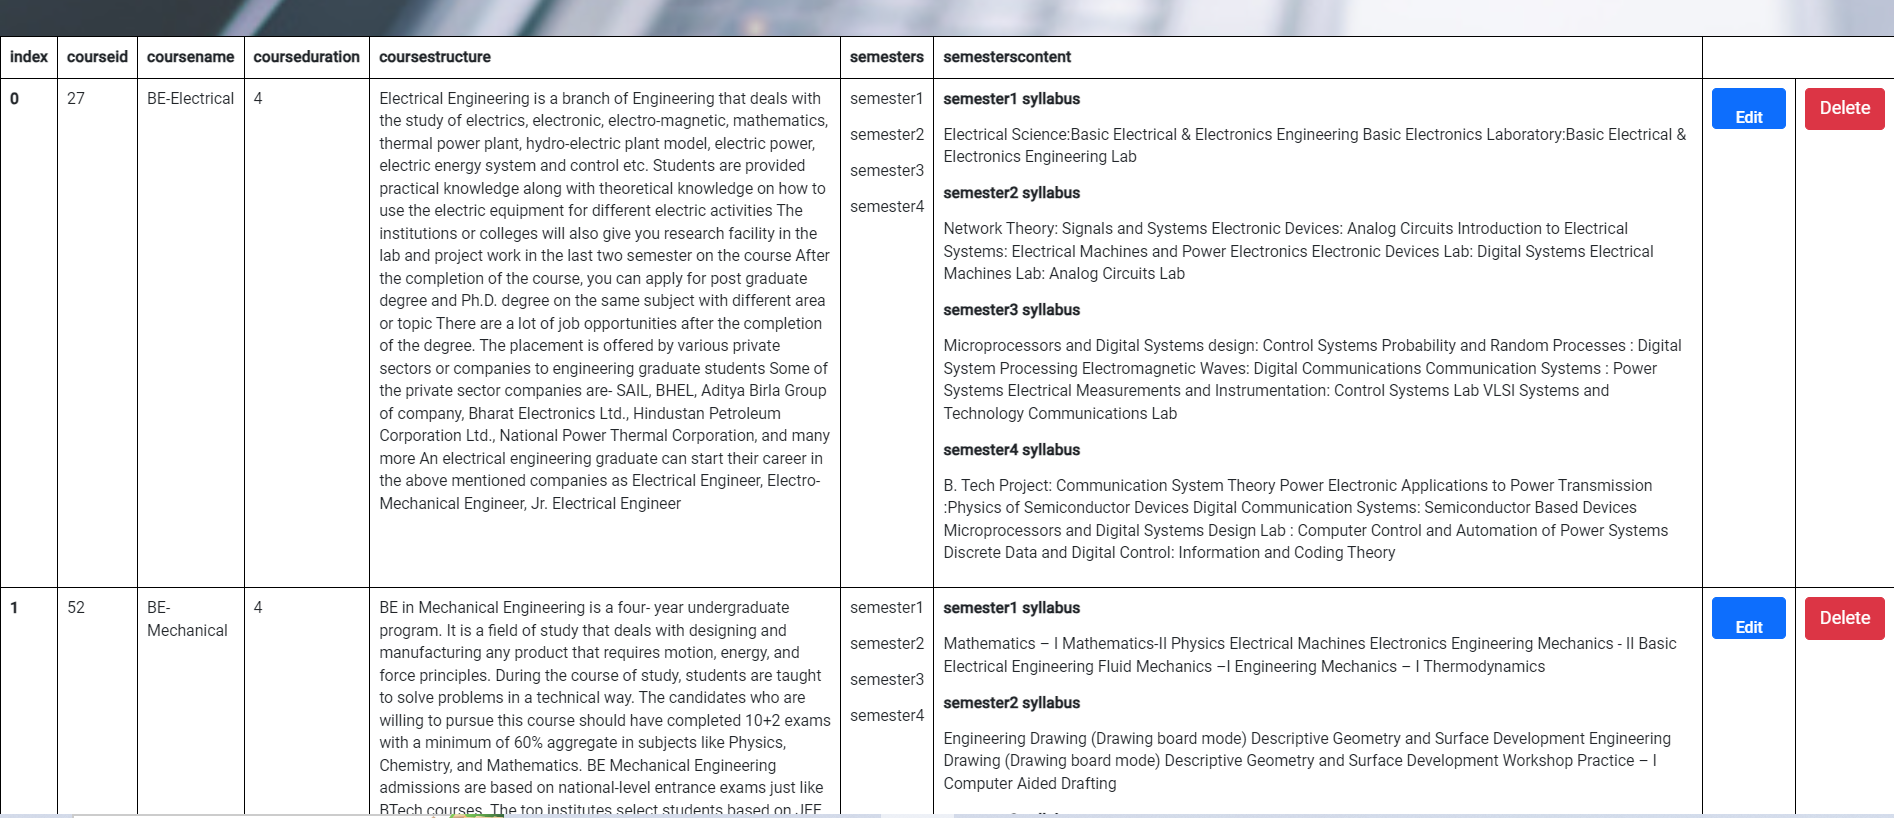 index courseid coursename courseduration coursestructure semesters semesterscontent
0 27 BE-Electrical 4
Electrical Engineering is a branch of Engineering that deals with
the study of electrics, electronic, electro-magnetic, mathematics,
thermal power plant, hydro-electric plant model, electric power,
electric energy system and control etc. Students are provided
practical knowledge along with theoretical knowledge on how to
use the electric equipment for different electric activities The
institutions or colleges will also give you research facility in the
lab and project work in the last two semester on the course After
the completion of the course, you can apply for post graduate
degree and Ph.D. degree on the same subject with different area
or topic There are a lot of job opportunities after the completion
of the degree. The placement is offered by various private
sectors or companies to engineering graduate students Some of
the private sector companies are- SAIL, BHEL, Aditya Birla Group
of company, Bharat Electronics Ltd., Hindustan Petroleum
Corporation Ltd., National Power Thermal Corporation, and many
more An electrical engineering graduate can start their career in
the above mentioned companies as Electrical Engineer, Electro-
Mechanical Engineer, Jr. Electrical Engineer
semester1
semester2
semester3
semester4
semester1 syllabus
Electrical Science:Basic Electrical & Electronics Engineering Basic Electronics Laboratory:Basic Electrical &
Electronics Engineering Lab
semester2 syllabus
Network Theory: Signals and Systems Electronic Devices: Analog Circuits Introduction to Electrical
Systems: Electrical Machines and Power Electronics Electronic Devices Lab: Digital Systems Electrical
Machines Lab: Analog Circuits Lab
semester3 syllabus
Microprocessors and Digital Systems design: Control Systems Probability and Random Processes : Digital
System Processing Electromagnetic Waves: Digital Communications Communication Systems : Power
Systems Electrical Measurements and Instrumentation: Control Systems Lab VLSI Systems and
Technology Communications Lab
semester4 syllabus
B. Tech Project: Communication System Theory Power Electronic Applications to Power Transmission
:Physics of Semiconductor Devices Digital Communication Systems: Semiconductor Based Devices
Microprocessors and Digital Systems Design Lab : Computer Control and Automation of Power Systems
Discrete Data and Digital Control: Information and Coding Theory
Edit
Delete
1 52 BE-
Mechanical
4
BE in Mechanical Engineering is a four- year undergraduate
program. It is a field of study that deals with designing and
manufacturing any product that requires motion, energy, and
force principles. During the course of study, students are taught
to solve problems in a technical way. The candidates who are
willing to pursue this course should have completed 10+2 exams
with a minimum of 60% aggregate in subjects like Physics,
Chemistry, and Mathematics. BE Mechanical Engineering
admissions are based on national-level entrance exams just like
BTech courses. The top institutes select students based on JEE
semester1
semester2
semester3
semester4
semester1 syllabus
Mathematics – I Mathematics-II Physics Electrical Machines Electronics Engineering Mechanics - II Basic
Electrical Engineering Fluid Mechanics –I Engineering Mechanics – I Thermodynamics
semester2 syllabus
Engineering Drawing (Drawing board mode) Descriptive Geometry and Surface Development Engineering
Drawing (Drawing board mode) Descriptive Geometry and Surface Development Workshop Practice – I
Computer Aided Drafting
Edit
Delete